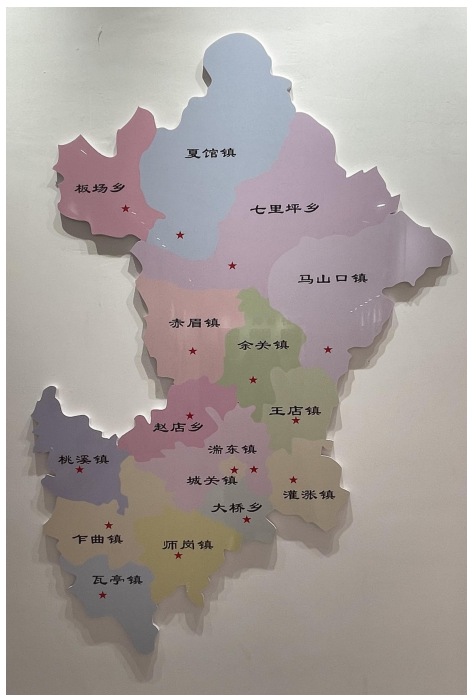 夏馆镇
板场乡
七里坪乡
马山口镇
赤眉镇
余关镇
王店镇
赵店乡
湍东镇
桃溪镇
城关镇
灌涨镇
大桥乡
乍曲镇
师岗镇
瓦亭镇